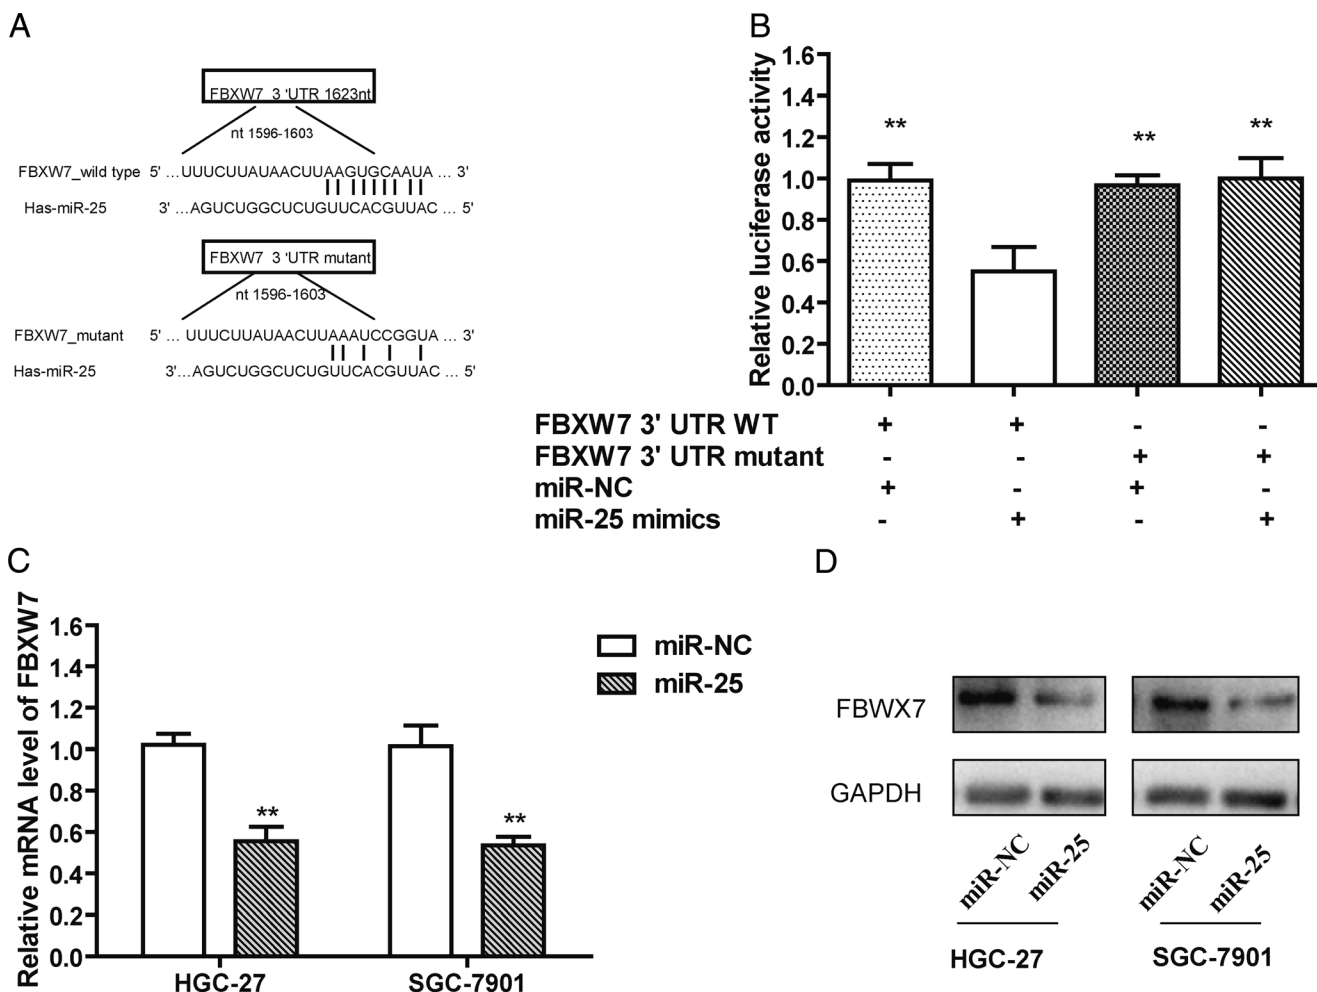 A
FBXW7 3 'UTR 1623nt
nt 1596-1603
FBXW7_wild type 5' ... UUUCUUAUAACUUAAGUGCAAUA ... 3'
Has-miR-25 3' ...AGUCUGGCUCUGUUCACGUUAC ... 5'
FBXW7 3 'UTR mutant
nt 1596-1603
FBXW7_mutant 5' ... UUUCUUAUAACUUAAAUCCGGUA ... 3'
Has-miR-25 3'...AGUCUGGCUCUGUUCACGUUAC ... 5'
B
Relative luciferase activity
1.6
1.4
1.2
1.0
0.8
0.6
0.4
0.2
0.0
** ** **
FBXW7 3' UTR WT + + - -
FBXW7 3' UTR mutant - - + +
miR-NC + - + -
miR-25 mimics - + - +
C
Relative mRNA level of FBXW7
1.6
1.4
1.2
1.0
0.8
0.6
0.4
0.2
0.0
** **
HGC-27 SGC-7901
miR-NC
miR-25
D
FBWX7
GAPDH
miR-NC miR-25 miR-NC miR-25
HGC-27 SGC-7901